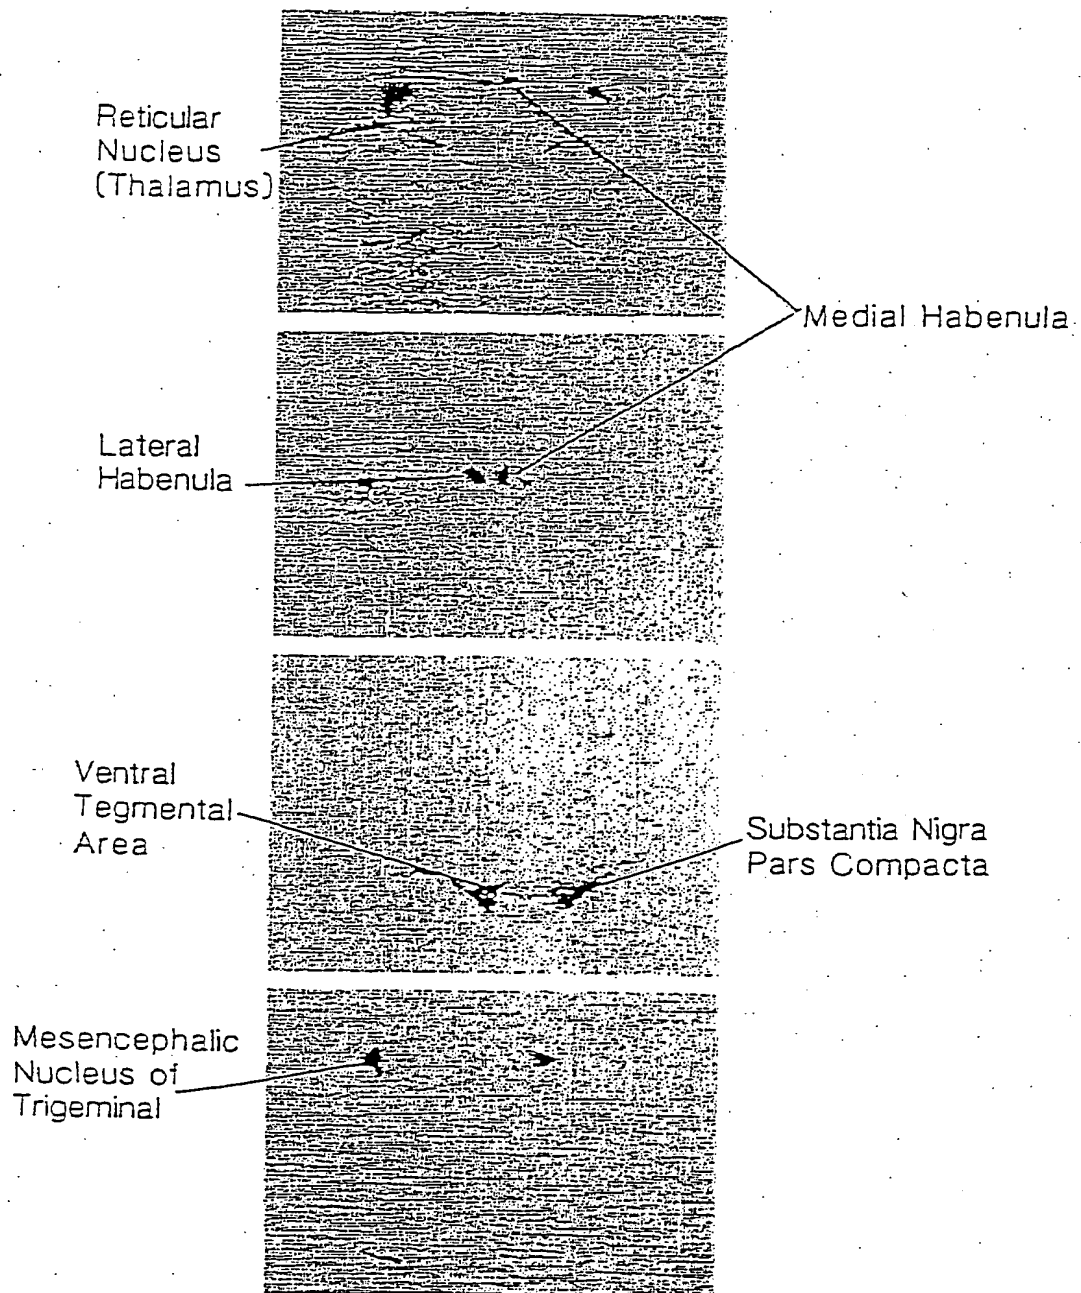 Reticular
Nucleus
(Thalamus)
Medial Habenula
Lateral
Habenula
Ventral
Tegmental
Area
Substantia Nigra
Pars Compacta
Mesencephalic
Nucleus of
Trigeminal